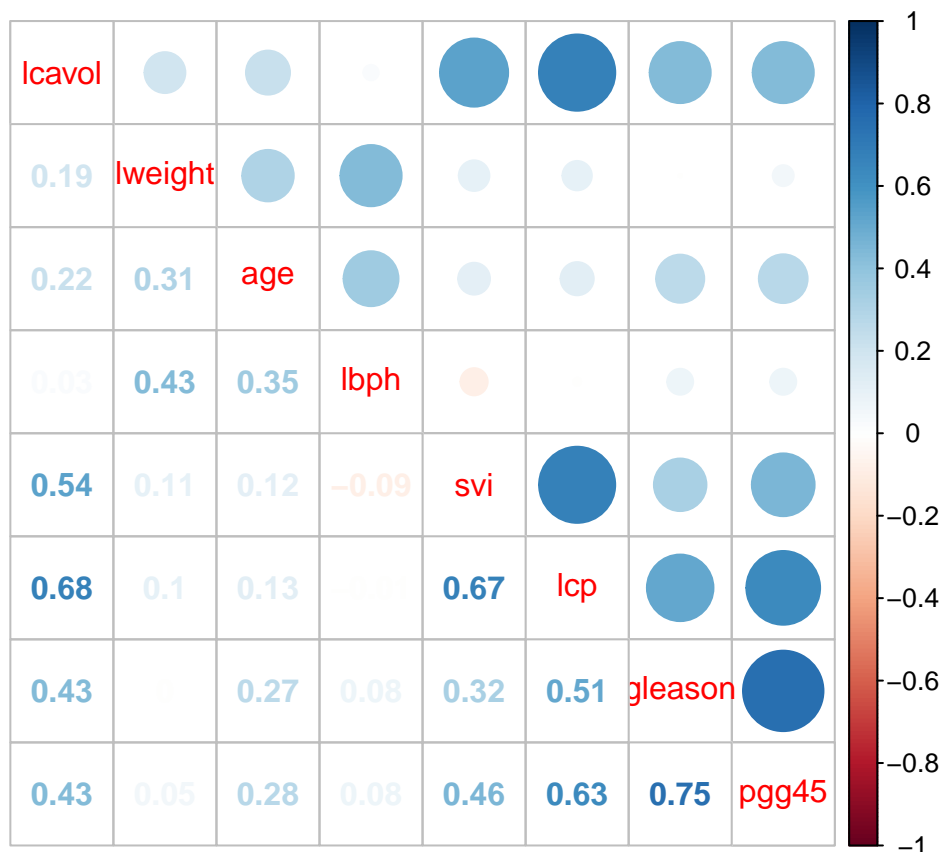 lcavol
0.19 lweight
0.22 0.31 age
0.03 0.43 0.35 lbph
0.54 0.11 0.12 −0.09 svi
0.68 0.1 0.13 0.67 lcp
0.43 0.27 0.08 0.32 0.51 gleason
0.43 0.05 0.28 0.08 0.46 0.63 0.75 pgg45
1
0.8
0.6
0.4
0.2
0
−0.2
−0.4
−0.6
−0.8
−1